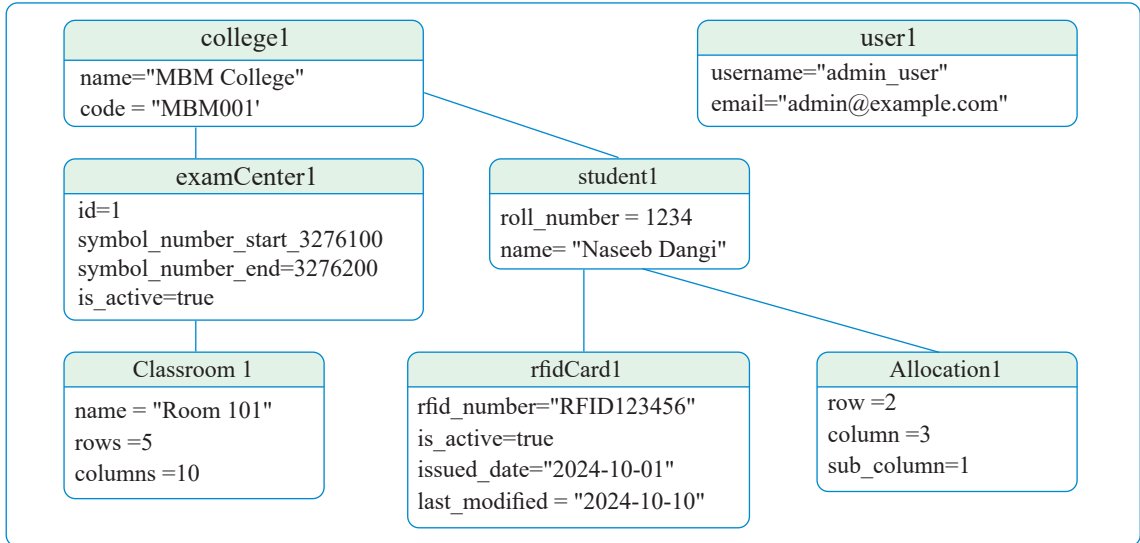 college1
name="MBM College"
code = "MBM001'
user1
username="admin_user"
email="admin@example.com"
examCenter1
id=1
symbol_number_start_3276100
symbol_number_end=3276200
is_active=true
student1
roll_number = 1234
name= "Naseeb Dangi"
Classroom 1
name = "Room 101"
rows =5
columns =10
rfidCard1
rfid_number="RFID123456"
is_active=true
issued_date="2024-10-01"
last_modified = "2024-10-10"
Allocation1
row =2
column =3
sub_column=1